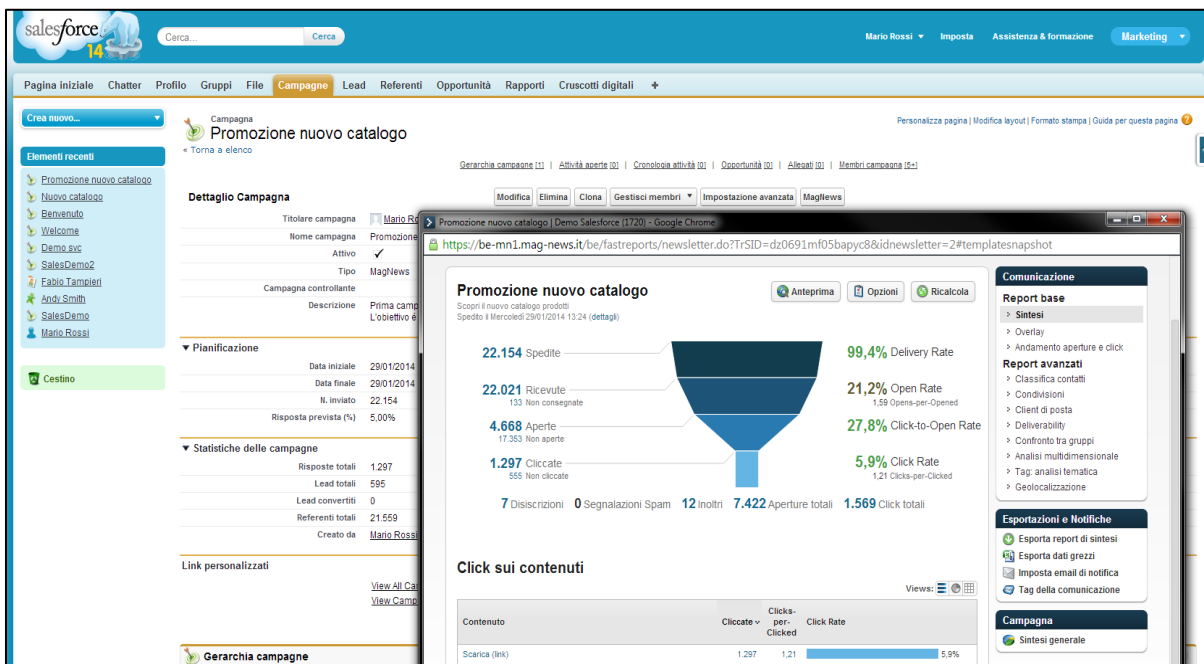 salesforce
14
Cerca...
Cerca
Mario Rossi
Imposta
Assistenza & formazione
Marketing
Pagina iniziale Chatter Profilo Gruppi File Campagne Lead Referenti Opportunità Rapporti Cruscotti digitali +
Crea nuovo...
Elementi recenti
Promozione nuovo catalogo
Nuovo catalogo
Benvenuto
Welcome
Demo svc
SalesDemo2
Fabio Tampieri
Andy Smith
SalesDemo
Mario Rossi
Cestino
Campagna
Promozione nuovo catalogo
« Torna a elenco
Personalizza pagina | Modifica layout | Formato stampa | Guida per questa pagina
Gerarchia campagne [1] | Attività aperte [0] | Cronologia attività [0] | Opportunità [0] | Allegati [0] | Membri campagna [5+]
Dettaglio Campagna
Modifica Elimina Clona Gestisci membri Impostazione avanzata MagNews
Titolare campagna Mario Ro
Nome campagna Promozione
Attivo ✓
Tipo MagNews
Campagna controllante
Descrizione Prima camp
L'obiettivo è
Pianificazione
Data iniziale 29/01/2014
Data finale 29/01/2014
N. inviato 22.154
Risposta prevista (%) 5,00%
Statistiche delle campagne
Risposte totali 1.297
Lead totali 595
Lead convertiti 0
Referenti totali 21.559
Creato da Mario Rossi
Link personalizzati
View All Ca
View Camp
Gerarchia campagne
Promozione nuovo catalogo | Demo Salesforce (1720) - Google Chrome
https://be-mn1.mag-news.it/be/fastreports/newsletter.do?TrSID=dz0691mf05bapyc8&idnewsletter=2#templatesnapshot
Promozione nuovo catalogo
Scopri il nuovo catalogo prodotti
Spedito il Mercoledì 29/01/2014 13:24 (dettagli)
Anteprima Opzioni Ricalcola
22.154 Spedite
99,4% Delivery Rate
22.021 Ricevute
133 Non consegnate
21,2% Open Rate
1,59 Opens-per-Opened
4.668 Aperte
17.353 Non aperte
27,8% Click-to-Open Rate
1.297 Cliccate
555 Non cliccate
5,9% Click Rate
1,21 Clicks-per-Clicked
7 Disiscrizioni 0 Segnalazioni Spam 12 Inoltri 7.422 Aperture totali 1.569 Click totali
Click sui contenuti
Views:
Contenuto
Cliccate
Clicks-
per-
Clicked
Click Rate
Scarica (link) 1.297 1,21 5,9%
Comunicazione
Report base
> Sintesi
> Overlay
> Andamento aperture e click
Report avanzati
> Classifica contatti
> Condivisioni
> Client di posta
> Deliverability
> Confronto tra gruppi
> Analisi multidimensionale
> Tag: analisi tematica
> Geolocalizzazione
Esportazioni e Notifiche
Esporta report di sintesi
Esporta dati grezzi
Imposta email di notifica
Tag della comunicazione
Campagna
Sintesi generale